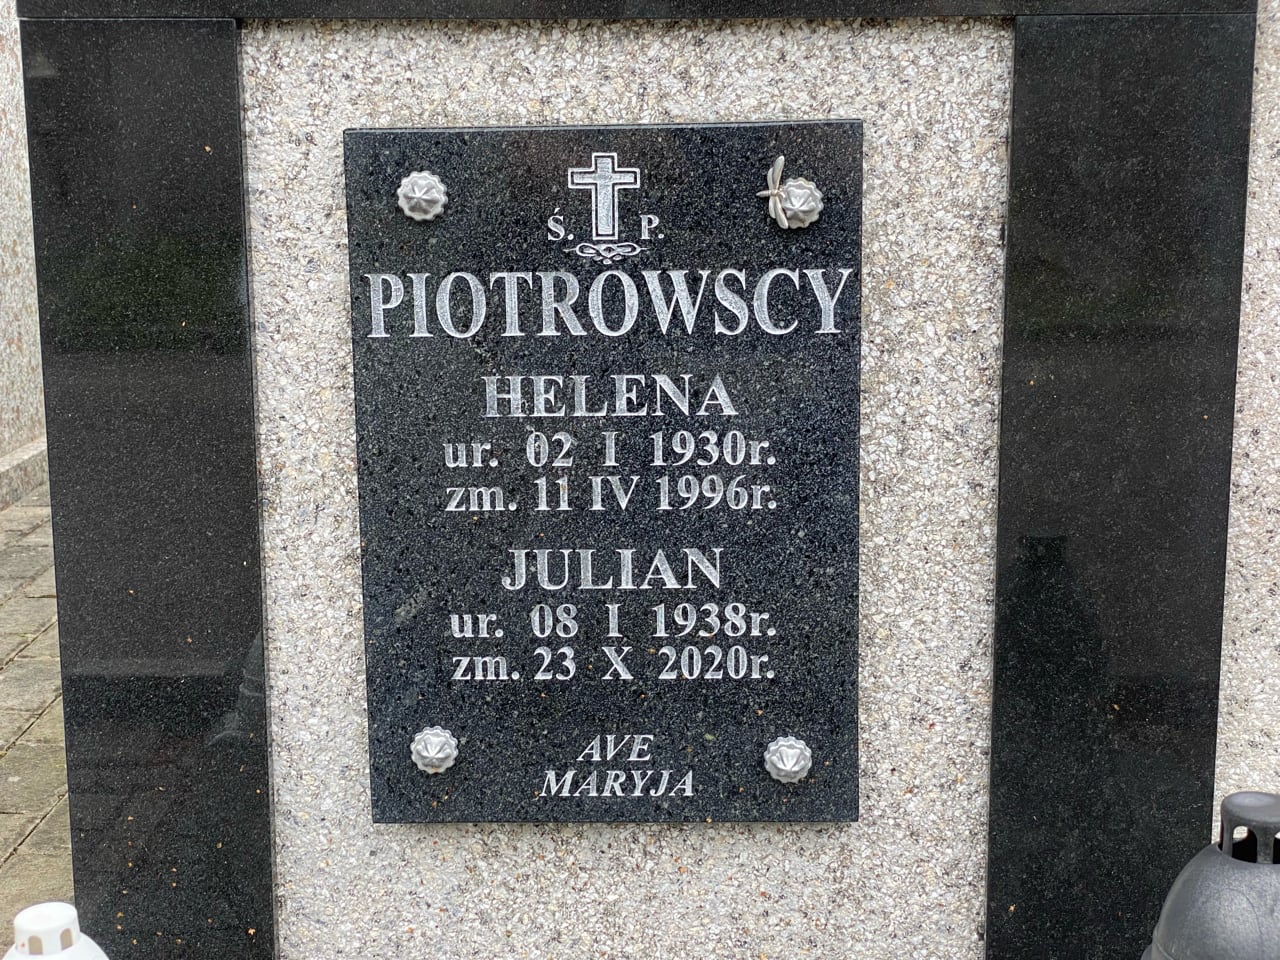 Ś. P.
PIOTROWSCY
HELENA
ur. 02 I 1930r.
zm. 11 IV 1996r.
JULIAN
ur. 08 I 1938r.
zm. 23 X 2020r.
AVE
MARYJA